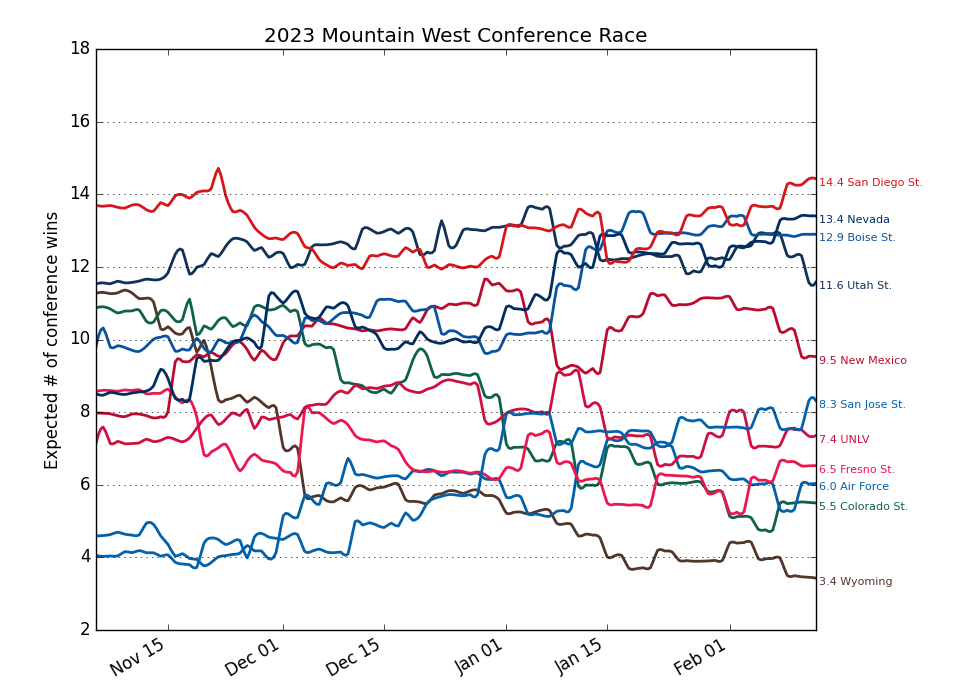 2023 Mountain West Conference Race
Expected # of conference wins
18
16
14
12
10
8
6
4
2
Nov 15
Dec 01
Dec 15
Jan 01
Jan 15
Feb 01
14.4 San Diego St.
13.4 Nevada
12.9 Boise St.
11.6 Utah St.
9.5 New Mexico
8.3 San Jose St.
7.4 UNLV
6.5 Fresno St.
6.0 Air Force
5.5 Colorado St.
3.4 Wyoming